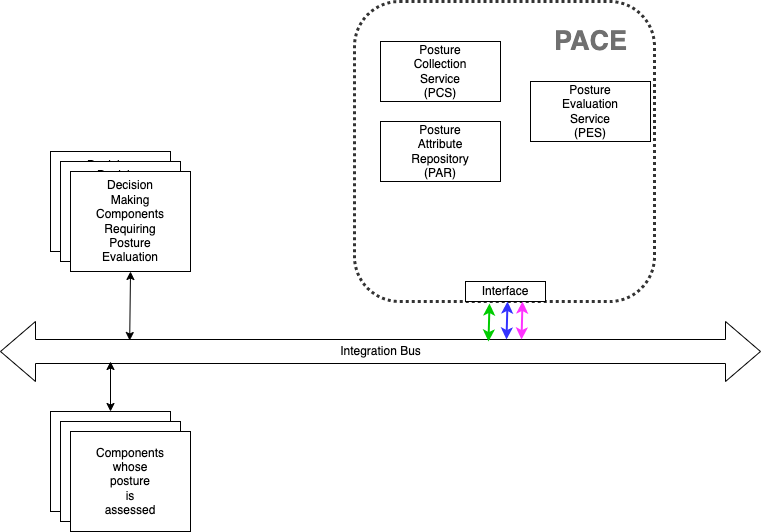 PACE
Posture
Collection
Service
(PCS)
Posture
Evaluation
Service
(PES)
Posture
Attribute
Repository
(PAR)
Decision
Making
Components
Requiring
Posture
Evaluation
Interface
Integration Bus
Components
whose
posture
is
assessed